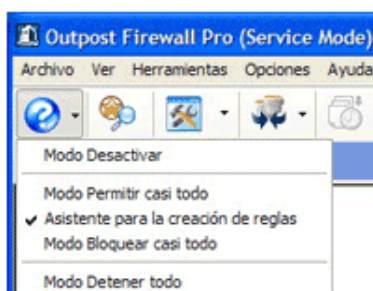 Outpost Firewall Pro (Service Mode)
Archivo Ver Herramientas Opciones Ayuda
Modo Desactivar
Modo Permitir casi todo
Asistente para la creación de reglas
Modo Bloquear casi todo
Modo Detener todo